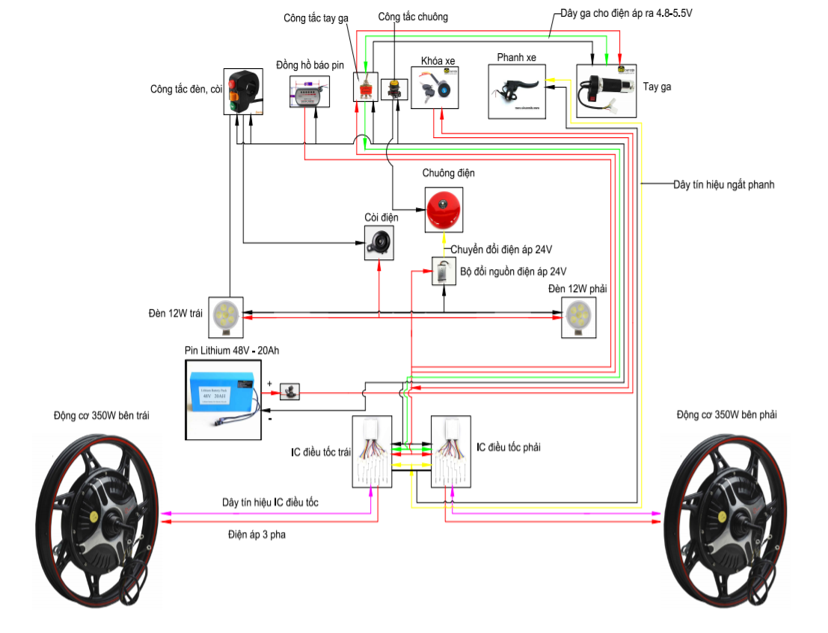 Dây ga cho điện áp ra 4.8-5.5V
Công tắc tay ga
Công tắc chuông
Khóa xe
Phanh xe
Đồng hồ báo pin
Công tắc đèn, còi
Tay ga
Chuông điện
Dây tín hiệu ngắt phanh
Còi điện
Chuyển đổi điện áp 24V
Bộ đổi nguồn điện áp 24V
Đèn 12W phải
Đèn 12W trái
Pin Lithium 48V - 20Ah
+
-
Động cơ 350W bên trái
Động cơ 350W bên phải
IC điều tốc trái
IC điều tốc phải
Dây tín hiệu IC điều tốc
Điện áp 3 pha